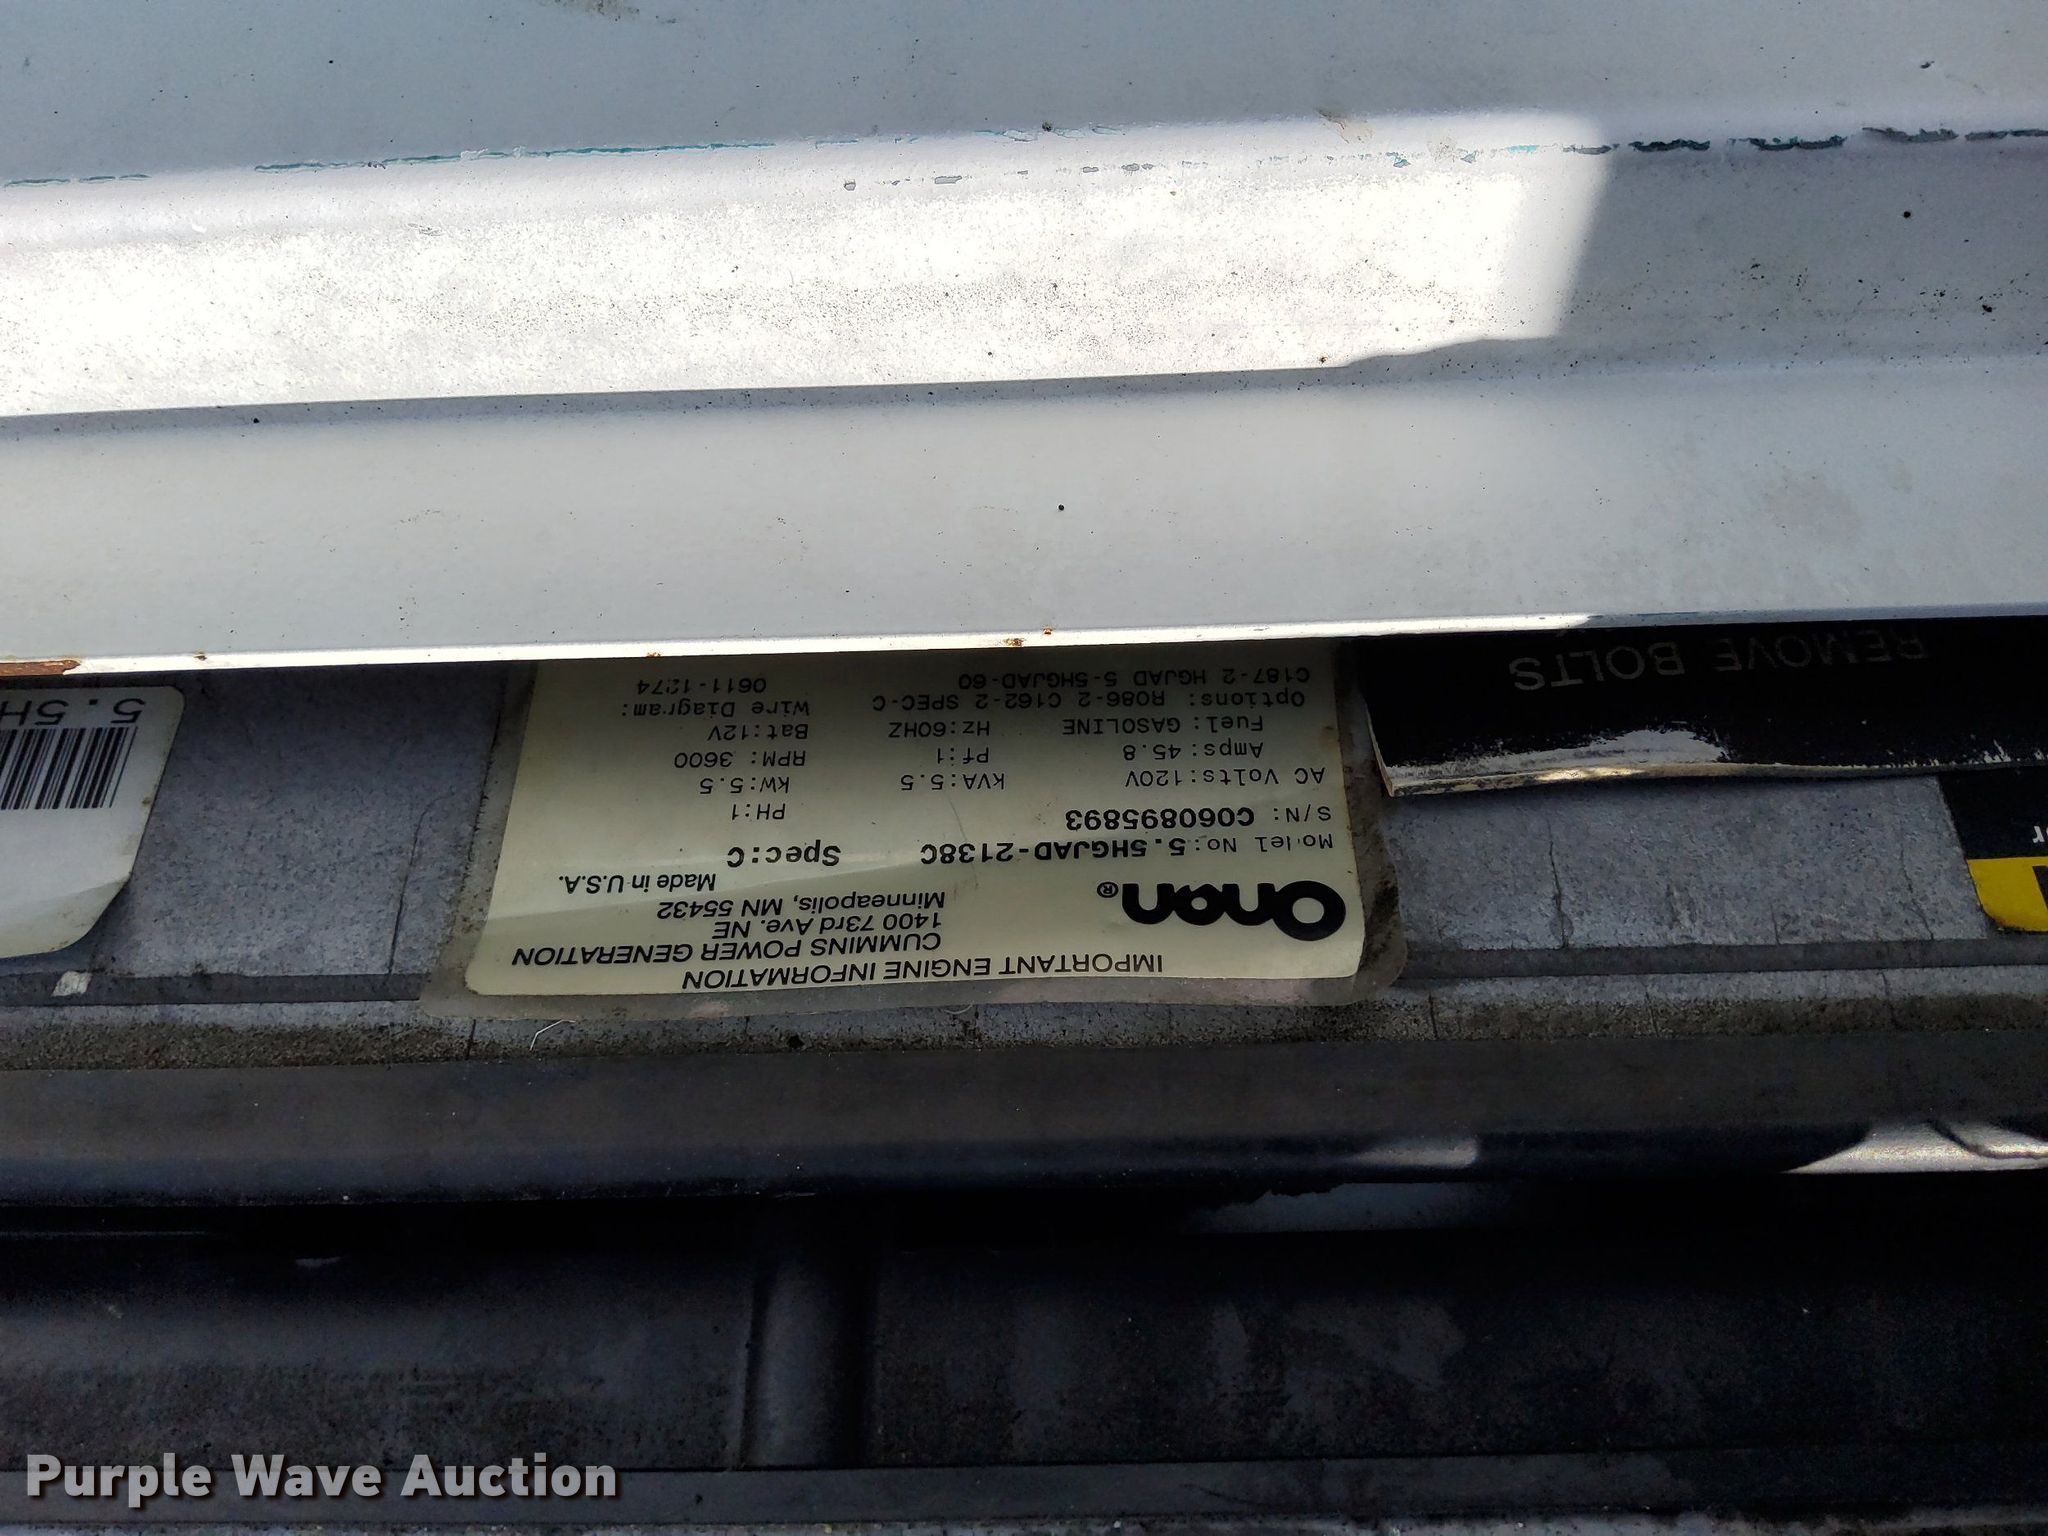 IMPORTANT ENGINE INFORMATION
Onan®
CUMMINS POWER GENERATION
1400 73rd Ave. NE
Minneapolis, MN 55432
Made in U.S.A.
Model No: 5.5HGJAD-2138C Spec:C
S/N: C060895893 PH:1
AC Volts:120V kVA:5.5 kW:5.5
Amps:45.8 Pf:1 RPM: 3600
Fuel:GASOLINE Hz:60HZ Bat:12V
Options: R086-2 C162-2 SPEC-C Wire Diagram:
C187-2 HGJAD 5-5HGJAD-60 0611-1274
REMOVE BOLTS
5.5H
or
Purple Wave Auction